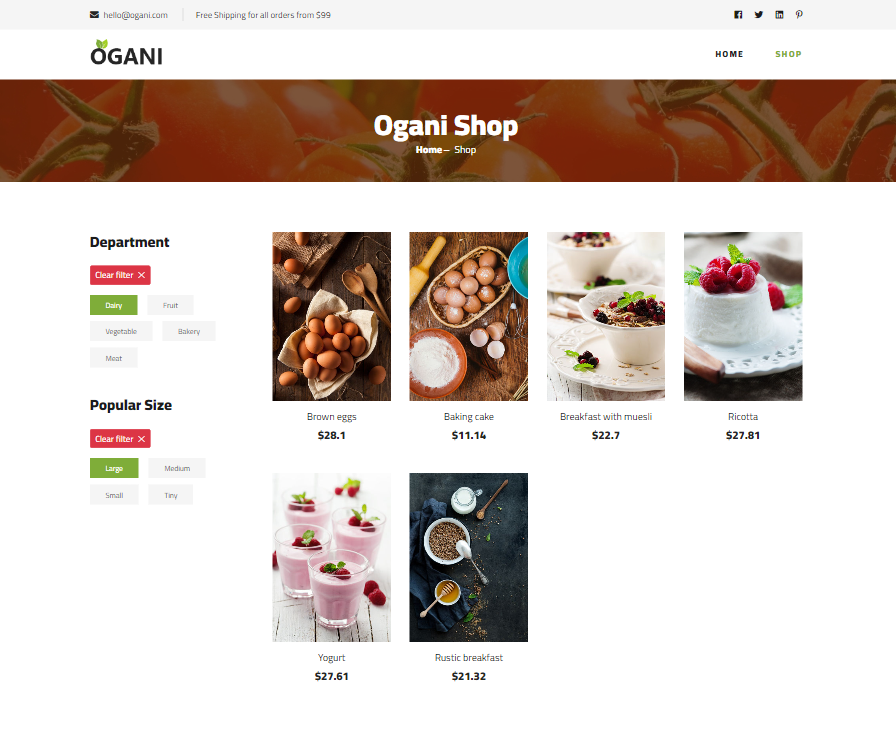 hello@ogani.com
Free Shipping for all orders from $99
OGANI
HOME
SHOP
Ogani Shop
Home – Shop
Department
Clear filter ×
Dairy
Fruit
Vegetable
Bakery
Meat
Popular Size
Clear filter ×
Large
Medium
Small
Tiny
Brown eggs
$28.1
Baking cake
$11.14
Breakfast with muesli
$22.7
Ricotta
$27.81
Yogurt
$27.61
Rustic breakfast
$21.32